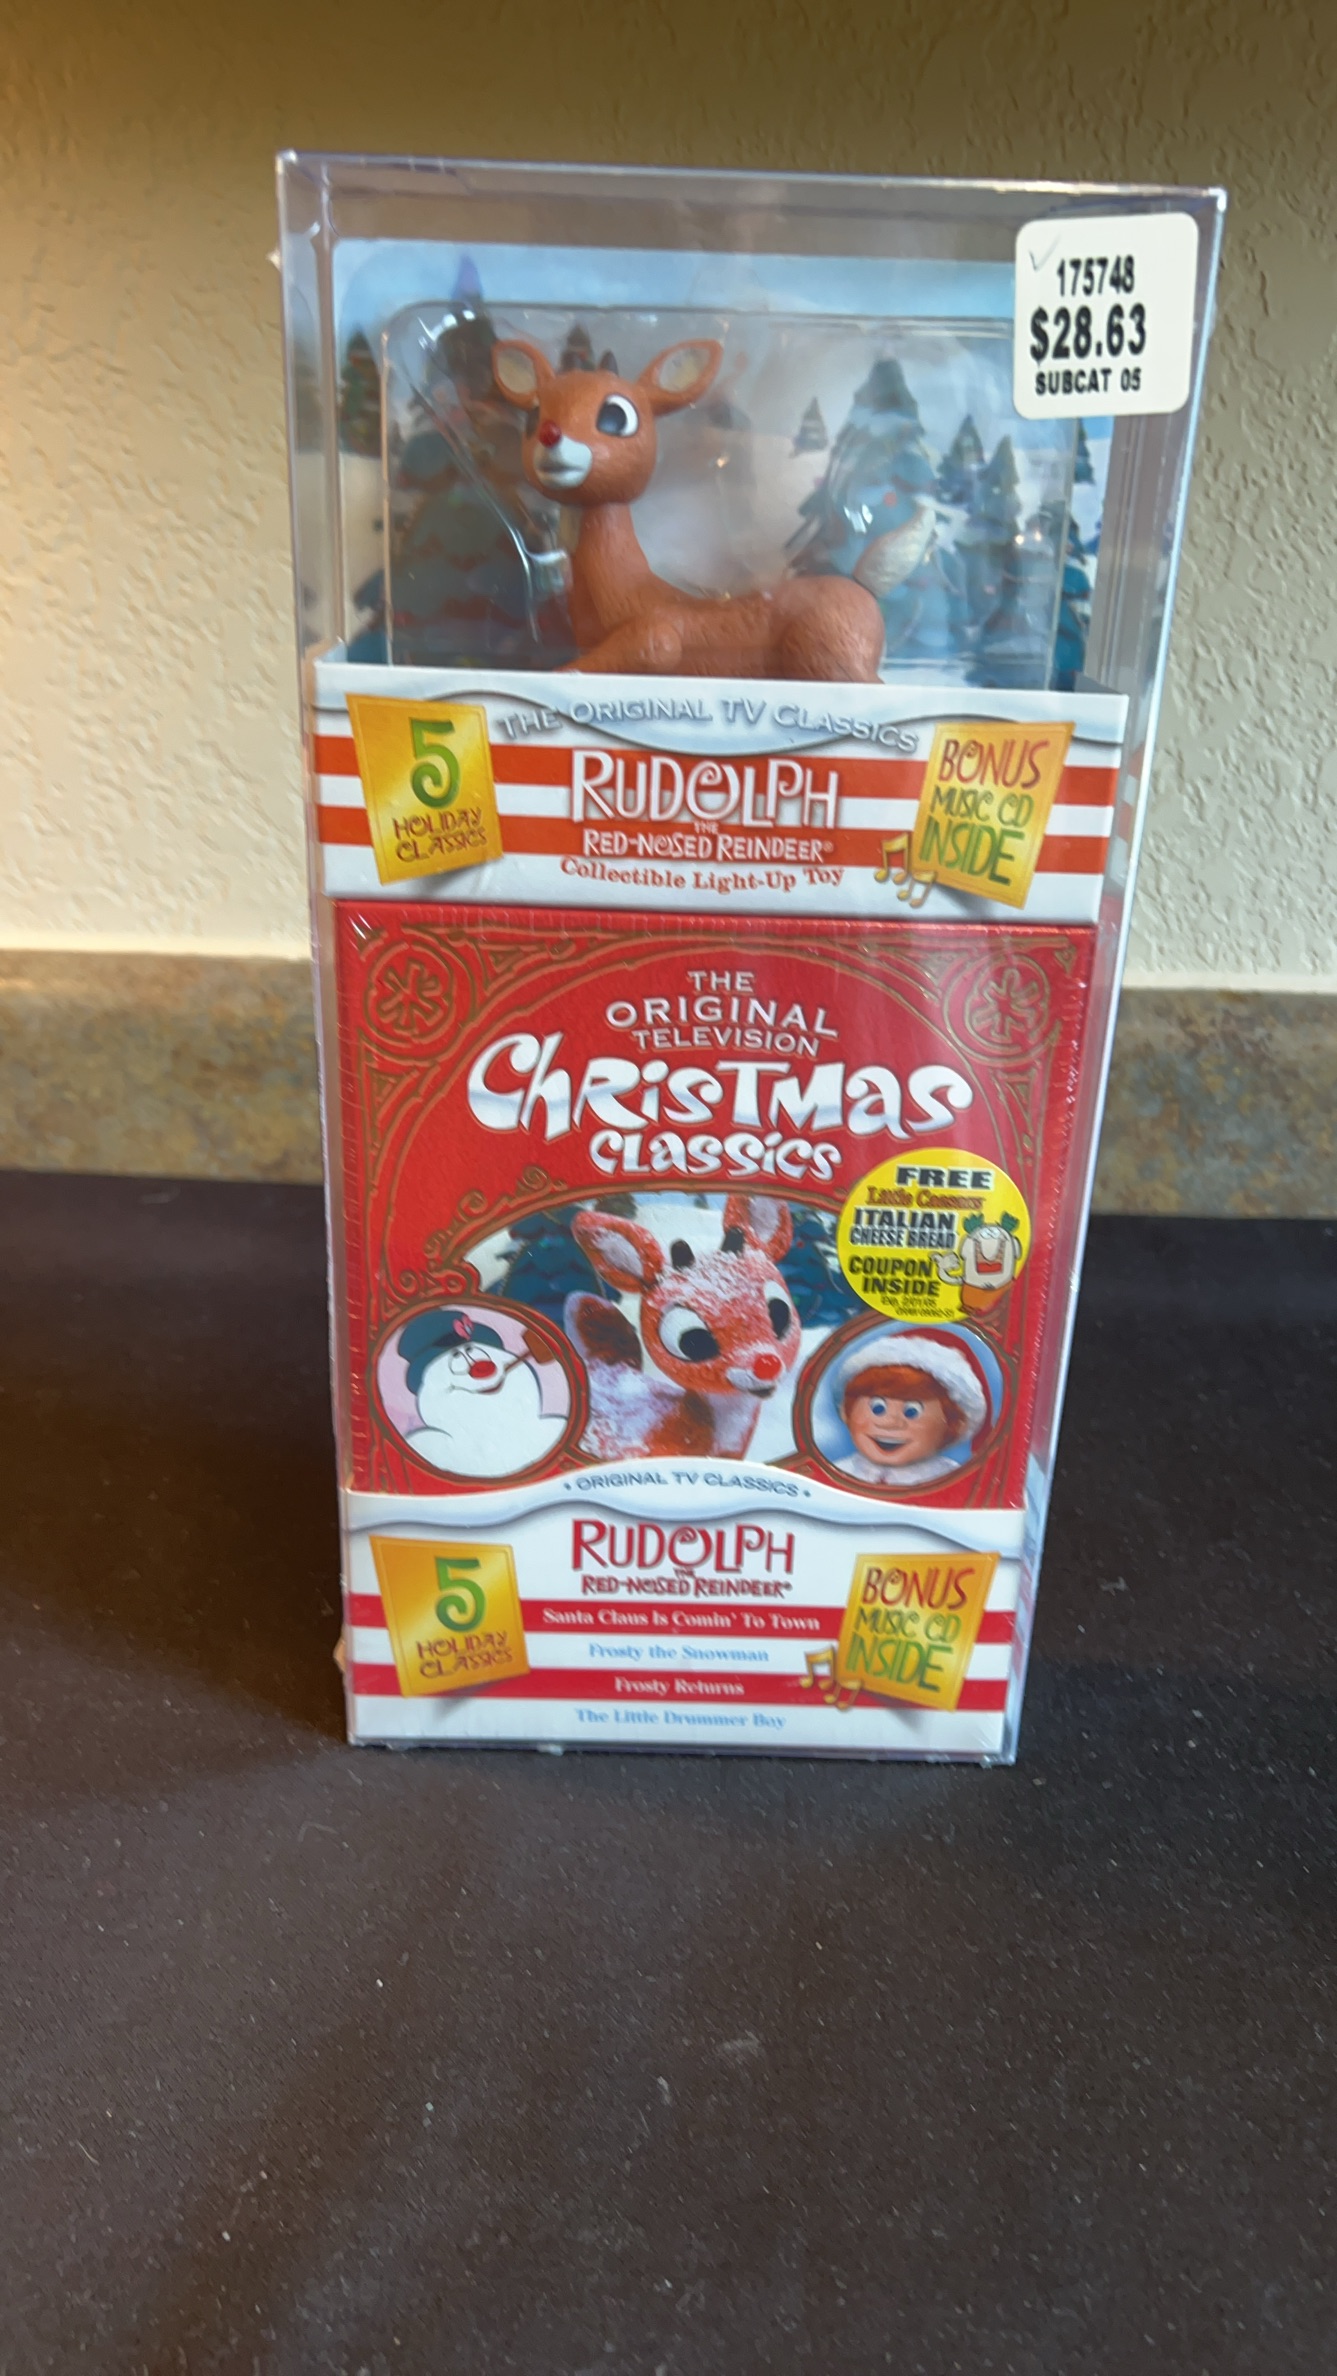 175748
$28.63
SUBCAT 05
THE ORIGINAL TV CLASSICS
5
HOLIDAY
CLASSICS
RUDOLPH
THE
RED-NOSED REINDEER®
Collectible Light-Up Toy
BONUS
MUSIC CD
INSIDE
THE
ORIGINAL
TELEVISION
CHRiSTMAS
CLASSiCS
FREE
Little Caesars
ITALIAN
CHEESE BREAD
COUPON
INSIDE
• ORIGINAL TV CLASSICS •
RUDOLPH
THE
RED-NOSED REINDEER®
5
HOLIDAY
CLASSICS
Santa Claus Is Comin' To Town
Frosty the Snowman
Frosty Returns
The Little Drummer Boy
BONUS
MUSIC CD
INSIDE